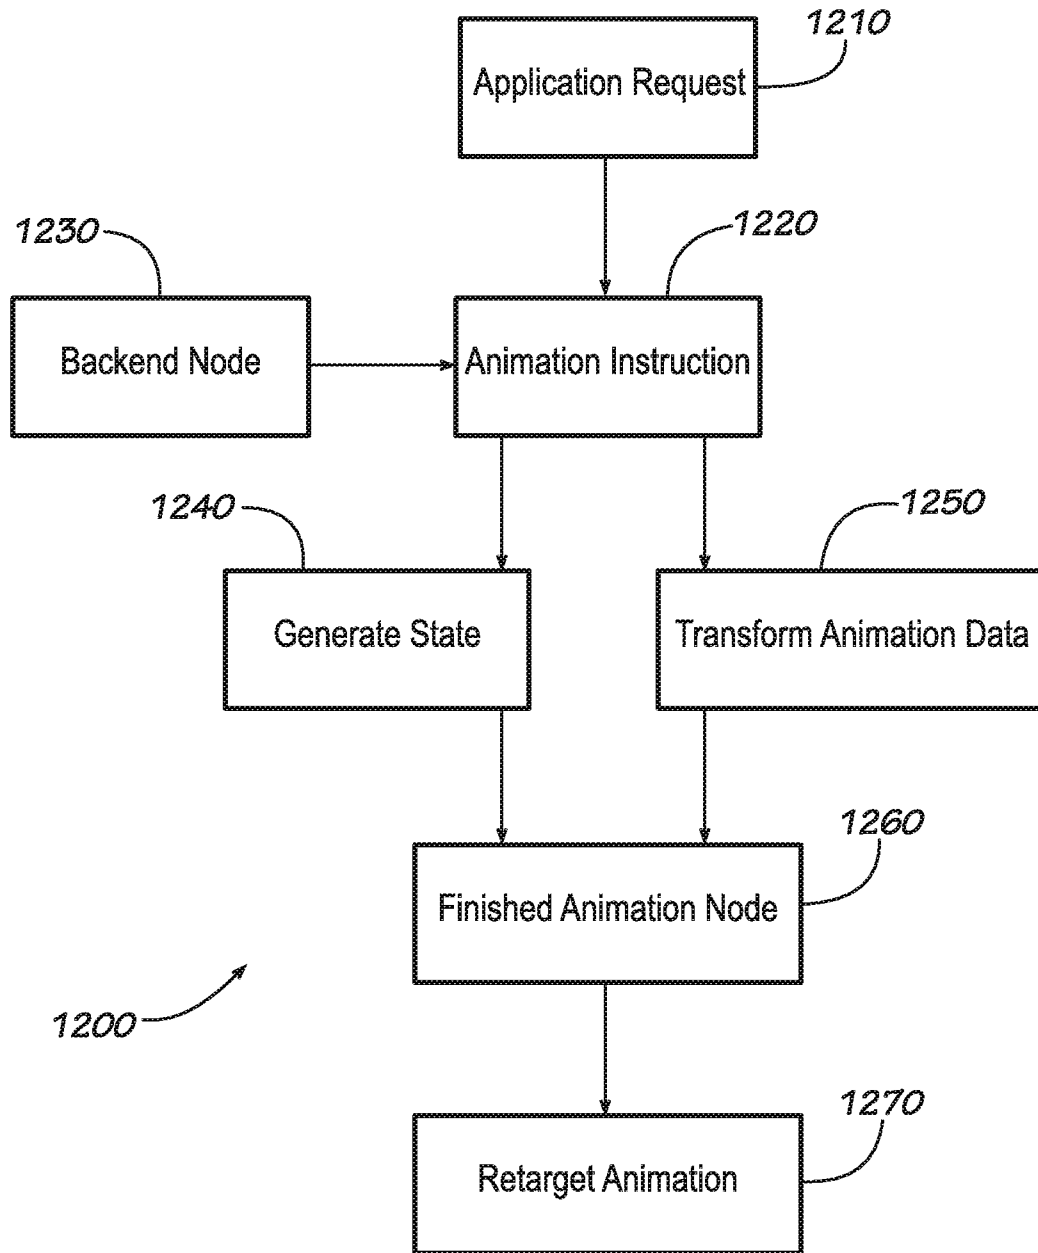 1210
Application Request
1230
1220
Backend Node
Animation Instruction
1240
1250
Generate State
Transform Animation Data
1260
Finished Animation Node
1200
1270
Retarget Animation